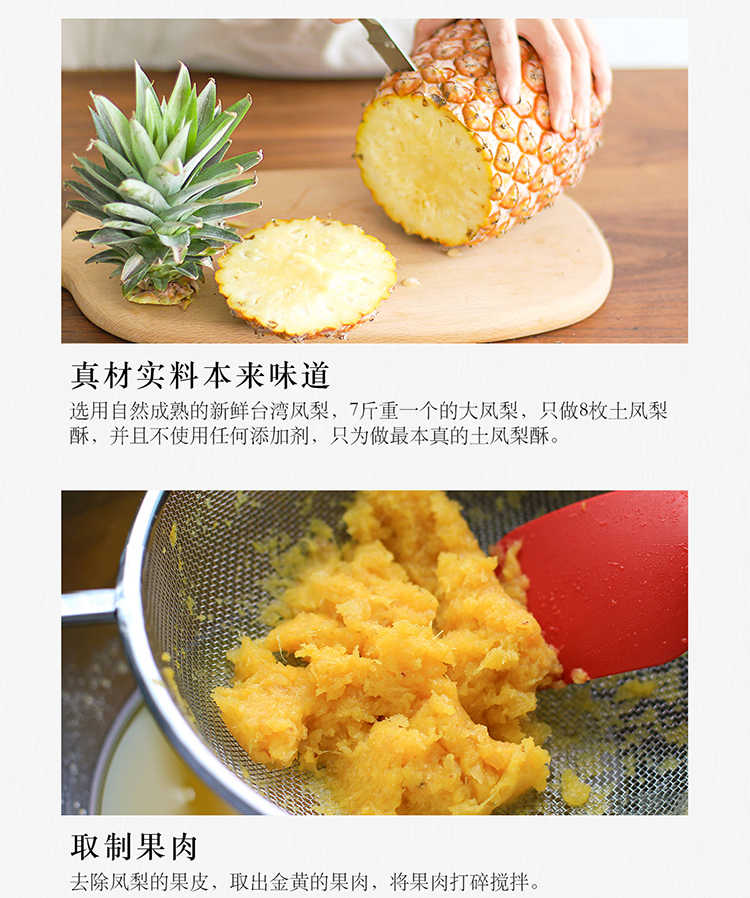 真材实料本来味道
选用自然成熟的新鲜台湾凤梨，7斤重一个的大凤梨，只做8枚土凤梨
酥，并且不使用任何添加剂，只为做最本真的土凤梨酥。
取制果肉
去除凤梨的果皮，取出金黄的果肉，将果肉打碎搅拌。